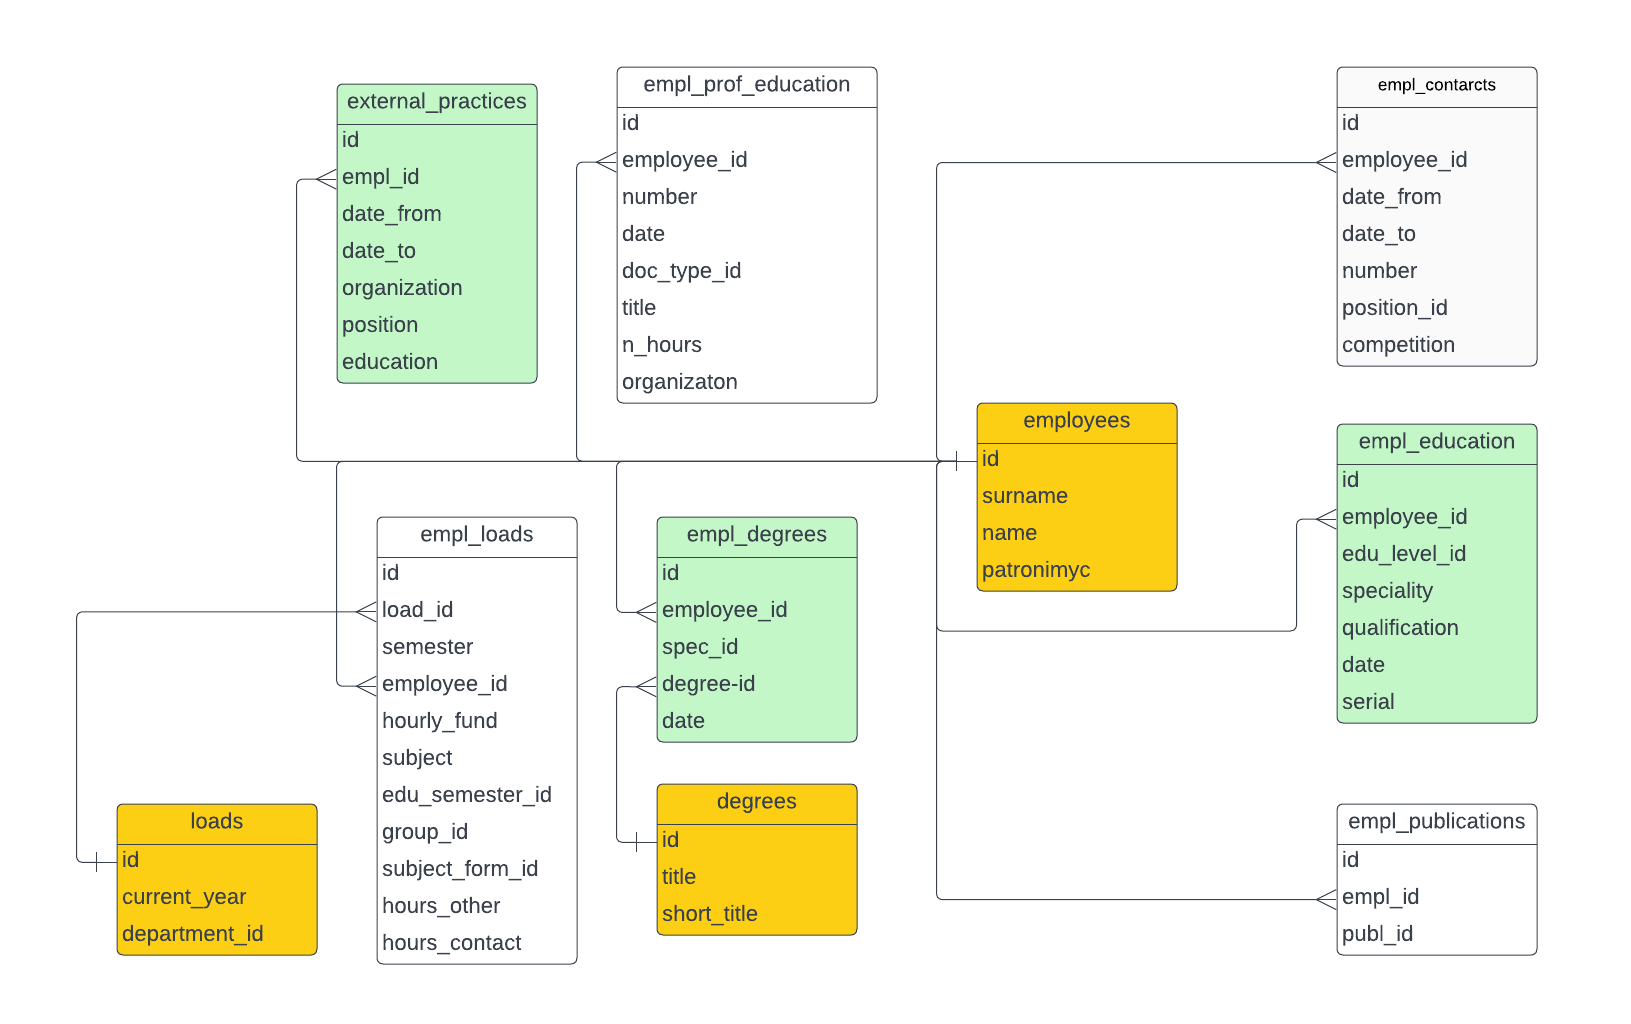 external_practices
id
empl_id
date_from
date_to
organization
position
education
empl_prof_education
id
employee_id
number
date
doc_type_id
title
n_hours
organizaton
empl_contarcts
id
employee_id
date_from
date_to
number
position_id
competition
employees
id
surname
name
patronimyc
empl_education
id
employee_id
edu_level_id
speciality
qualification
date
serial
empl_loads
id
load_id
semester
employee_id
hourly_fund
subject
edu_semester_id
group_id
subject_form_id
hours_other
hours_contact
empl_degrees
id
employee_id
spec_id
degree-id
date
loads
id
current_year
department_id
degrees
id
title
short_title
empl_publications
id
empl_id
publ_id